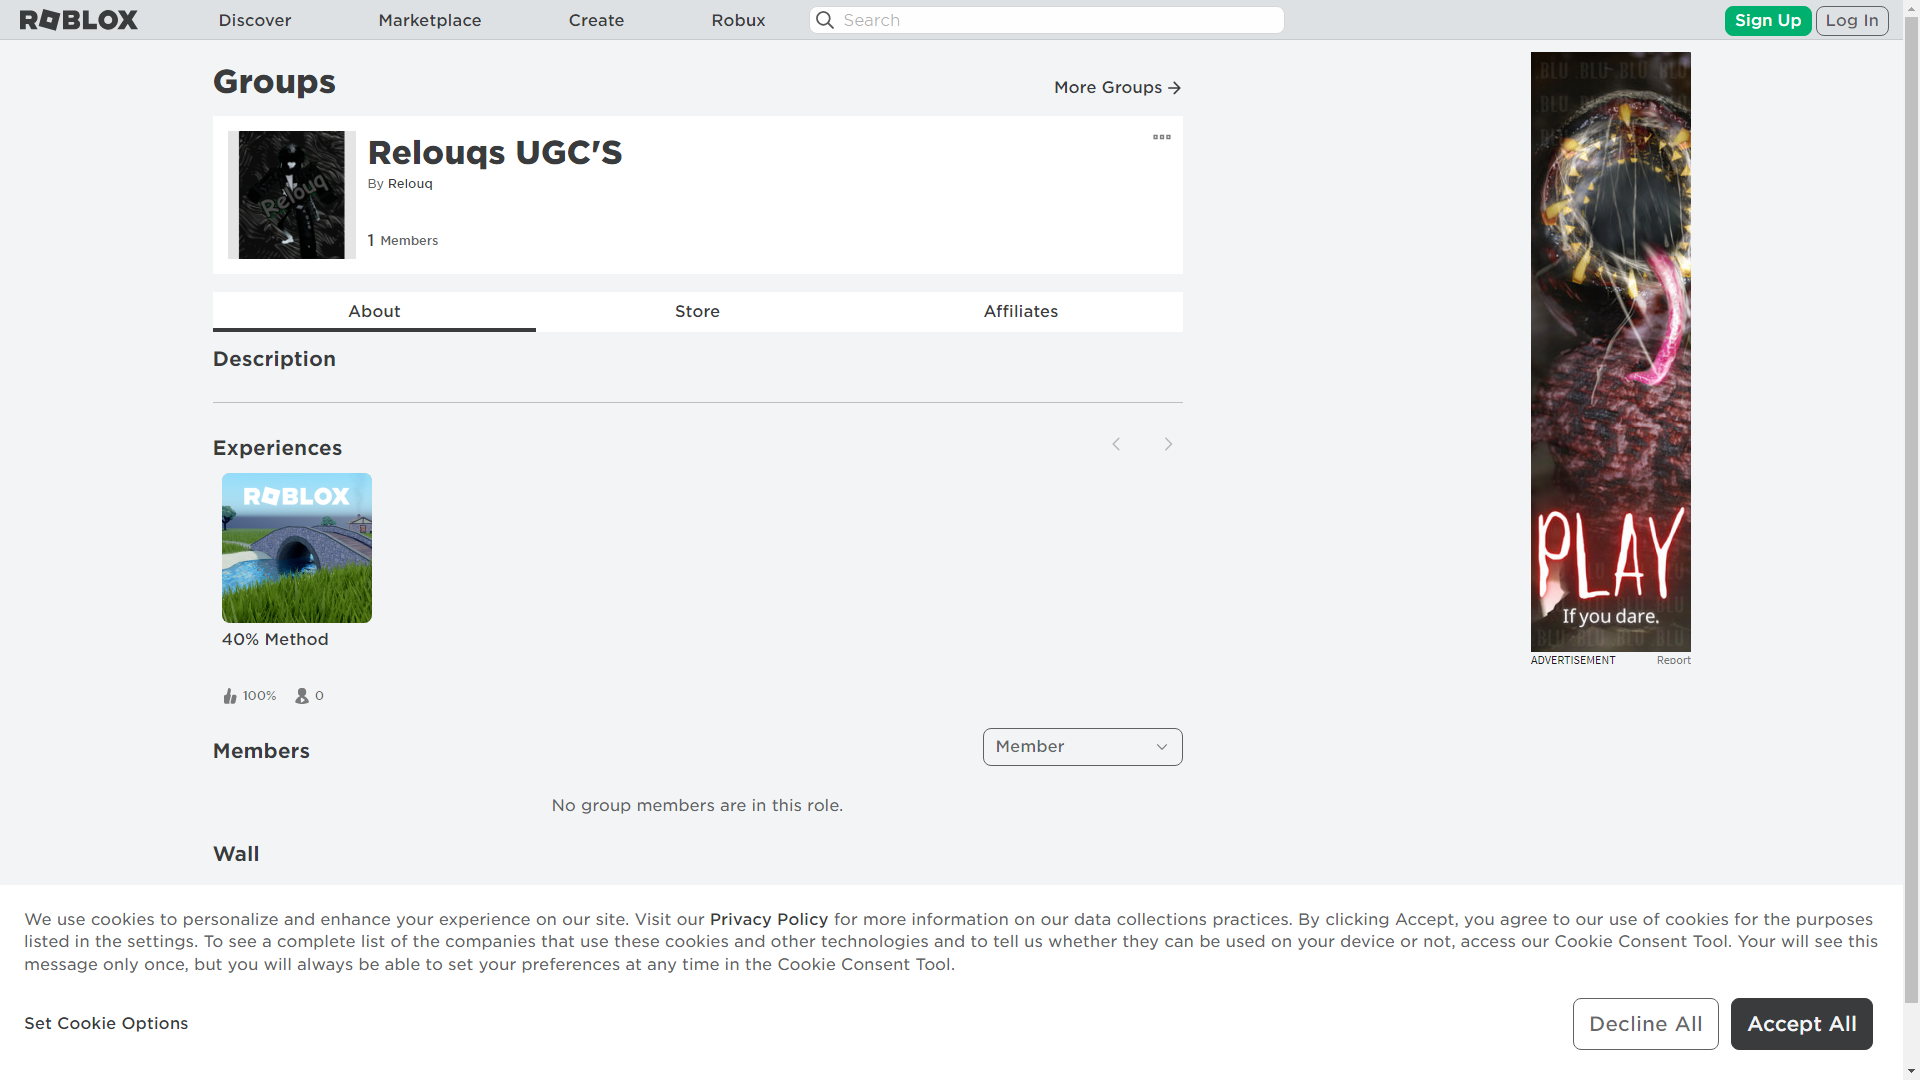 ROBLOX
Discover
Marketplace
Create
Robux
Search
Sign Up
Log In
Groups
More Groups
Relouq
Relouqs UGC'S
By Relouq
1 Members
About
Store
Affiliates
Description
Experiences
ROBLOX
40% Method
100%
0
Members
Member
No group members are in this role.
Wall
.BLU .BLU .BLU .BLU
PLAY
If you dare.
ADVERTISEMENT
Report
We use cookies to personalize and enhance your experience on our site. Visit our Privacy Policy for more information on our data collections practices. By clicking Accept, you agree to our use of cookies for the purposes
listed in the settings. To see a complete list of the companies that use these cookies and other technologies and to tell us whether they can be used on your device or not, access our Cookie Consent Tool. Your will see this
message only once, but you will always be able to set your preferences at any time in the Cookie Consent Tool.
Set Cookie Options
Decline All
Accept All